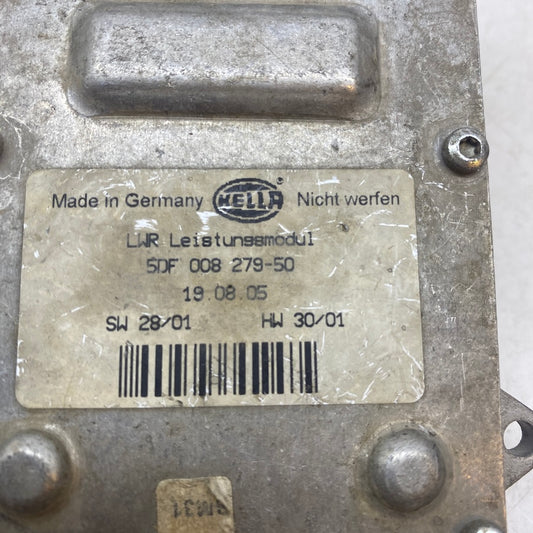 Made in Germany HELLA Nicht werfen
LWR Leistungsmodul
5DF 008 279-50
19.08.05
SW 28/01 HW 30/01